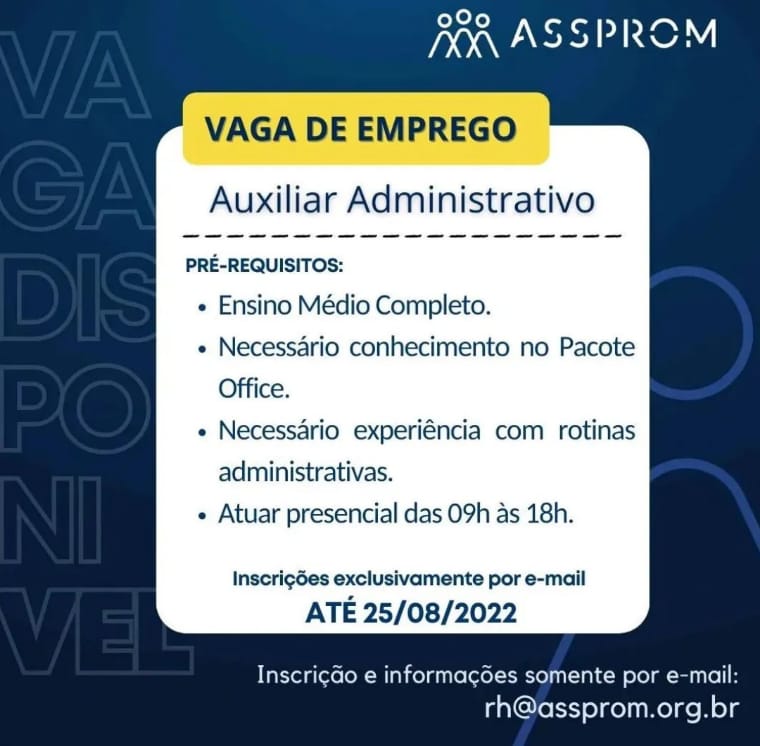 ASSPROM
VA
GA
DIS
PO
NI
VEL
VAGA DE EMPREGO
Auxiliar Administrativo
PRÉ-REQUISITOS:
• Ensino Médio Completo.
• Necessário conhecimento no Pacote
Office.
• Necessário experiência com rotinas
administrativas.
• Atuar presencial das 09h às 18h.
Inscrições exclusivamente por e-mail
ATÉ 25/08/2022
Inscrição e informações somente por e-mail:
rh@assprom.org.br